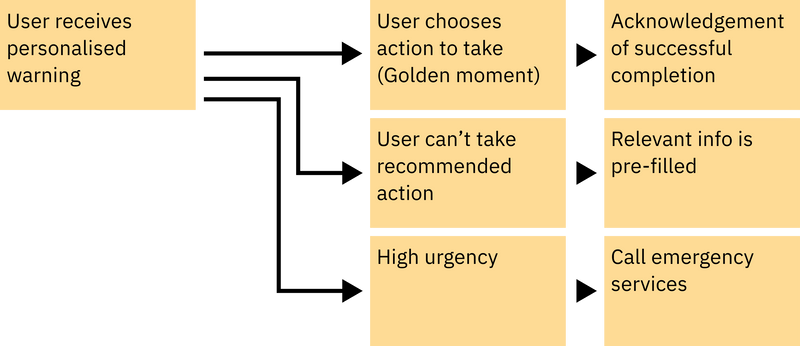 User receives
personalised
warning
User chooses
action to take
(Golden moment)
Acknowledgement
of successful
completion
User can’t take
recommended
action
Relevant info is
pre-filled
High urgency
Call emergency
services